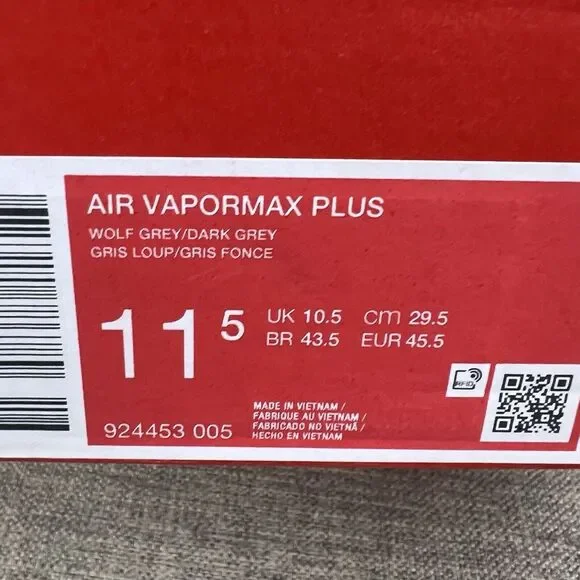 AIR VAPORMAX PLUS
WOLF GREY/DARK GREY
GRIS LOUP/GRIS FONCE
11 5
UK 10.5 cm 29.5
BR 43.5 EUR 45.5
RFID
MADE IN VIETNAM /
FABRIQUE AU VIETNAM /
FABRICADO NO VIETNÃ /
HECHO EN VIETNAM
924453 005